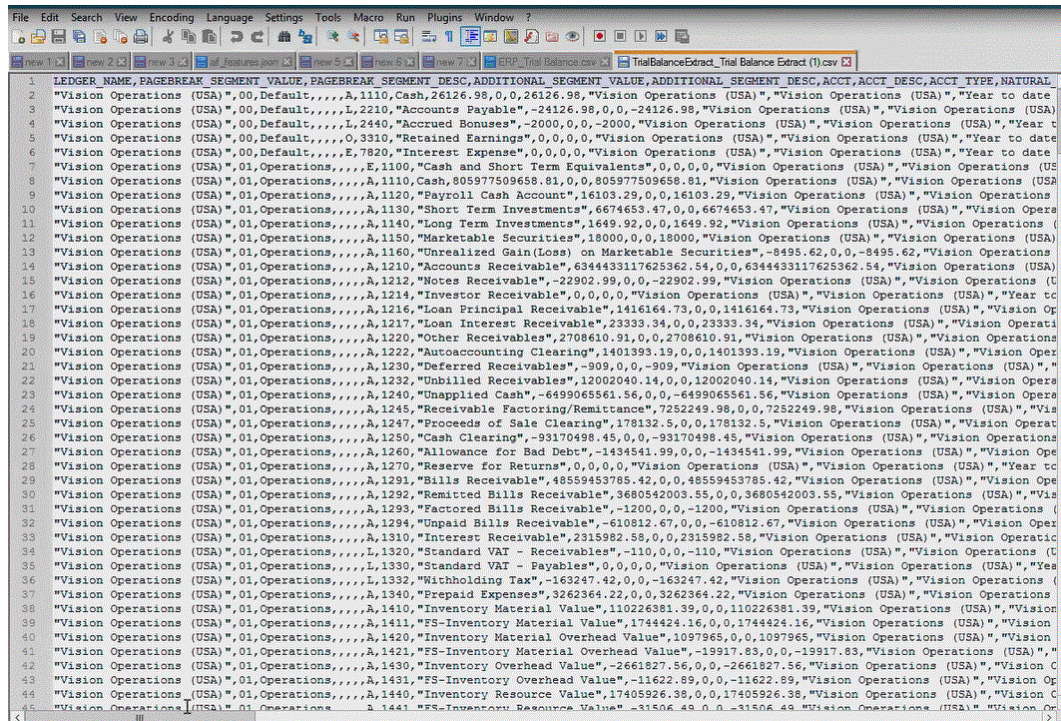 File Edit Search View Encoding Language Settings Tools Macro Run Plugins Window ?
new 1 new 2 new 3 af_features.json new 5 new 6 new 7 ERP_Trial Balance.csv TrialBalanceExtract_Trial Balance Extract (1).csv
1 LEDGER_NAME,PAGEBREAK_SEGMENT_VALUE,PAGEBREAK_SEGMENT_DESC,ADDITIONAL_SEGMENT_VALUE,ADDITIONAL_SEGMENT_DESC,ACCT,ACCT_DESC,ACCT_TYPE,NATURAL
2 "Vision Operations (USA)",00,Default,,,,,A,1110,Cash,26126.98,0,0,26126.98,"Vision Operations (USA)","Vision Operations (USA)","Year to date
3 "Vision Operations (USA)",00,Default,,,,,L,2210,"Accounts Payable",-24126.98,0,0,-24126.98,"Vision Operations (USA)","Vision Operations (USA)
4 "Vision Operations (USA)",00,Default,,,,,L,2440,"Accrued Bonuses",-2000,0,0,-2000,"Vision Operations (USA)","Vision Operations (USA)","Year t
5 "Vision Operations (USA)",00,Default,,,,,O,3310,"Retained Earnings",0,0,0,0,"Vision Operations (USA)","Vision Operations (USA)","Year to date
6 "Vision Operations (USA)",00,Default,,,,,E,7820,"Interest Expense",0,0,0,0,"Vision Operations (USA)","Vision Operations (USA)","Year to date
7 "Vision Operations (USA)",01,Operations,,,,,E,1100,"Cash and Short Term Equivalents",0,0,0,0,"Vision Operations (USA)","Vision Operations (USA)
8 "Vision Operations (USA)",01,Operations,,,,,A,1110,Cash,805977509658.81,0,0,805977509658.81,"Vision Operations (USA)","Vision Operations (USA
9 "Vision Operations (USA)",01,Operations,,,,,A,1120,"Payroll Cash Account",16103.29,0,0,16103.29,"Vision Operations (USA)","Vision Operations
10 "Vision Operations (USA)",01,Operations,,,,,A,1130,"Short Term Investments",6674653.47,0,0,6674653.47,"Vision Operations (USA)","Vision Opera
11 "Vision Operations (USA)",01,Operations,,,,,A,1140,"Long Term Investments",1649.92,0,0,1649.92,"Vision Operations (USA)","Vision Operations (
12 "Vision Operations (USA)",01,Operations,,,,,A,1150,"Marketable Securities",18000,0,0,18000,"Vision Operations (USA)","Vision Operations (USA)
13 "Vision Operations (USA)",01,Operations,,,,,A,1160,"Unrealized Gain(Loss) on Marketable Securities",-8495.62,0,0,-8495.62,"Vision Operations
14 "Vision Operations (USA)",01,Operations,,,,,A,1210,"Accounts Receivable",6344433117625362.54,0,0,6344433117625362.54,"Vision Operations (USA)
15 "Vision Operations (USA)",01,Operations,,,,,A,1212,"Notes Receivable",-22902.99,0,0,-22902.99,"Vision Operations (USA)","Vision Operations (U
16 "Vision Operations (USA)",01,Operations,,,,,A,1214,"Investor Receivable",0,0,0,0,"Vision Operations (USA)","Vision Operations (USA)","Year to
17 "Vision Operations (USA)",01,Operations,,,,,A,1216,"Loan Principal Receivable",1416164.73,0,0,1416164.73,"Vision Operations (USA)","Vision Op
18 "Vision Operations (USA)",01,Operations,,,,,A,1217,"Loan Interest Receivable",23333.34,0,0,23333.34,"Vision Operations (USA)","Vision Operati
19 "Vision Operations (USA)",01,Operations,,,,,A,1220,"Other Receivables",2708610.91,0,0,2708610.91,"Vision Operations (USA)","Vision Operations
20 "Vision Operations (USA)",01,Operations,,,,,A,1222,"Autoaccounting Clearing",1401393.19,0,0,1401393.19,"Vision Operations (USA)","Vision Oper
21 "Vision Operations (USA)",01,Operations,,,,,A,1230,"Deferred Receivables",-909,0,0,-909,"Vision Operations (USA)","Vision Operations (USA)","
22 "Vision Operations (USA)",01,Operations,,,,,A,1232,"Unbilled Receivables",12002040.14,0,0,12002040.14,"Vision Operations (USA)","Vision Opera
23 "Vision Operations (USA)",01,Operations,,,,,A,1240,"Unapplied Cash",-6499065561.56,0,0,-6499065561.56,"Vision Operations (USA)","Vision Opera
24 "Vision Operations (USA)",01,Operations,,,,,A,1245,"Receivable Factoring/Remittance",7252249.98,0,0,7252249.98,"Vision Operations (USA)","Visi
25 "Vision Operations (USA)",01,Operations,,,,,A,1247,"Proceeds of Sale Clearing",178132.5,0,0,178132.5,"Vision Operations (USA)","Vision Operat
26 "Vision Operations (USA)",01,Operations,,,,,A,1250,"Cash Clearing",-93170498.45,0,0,-93170498.45,"Vision Operations (USA)","Vision Operations
27 "Vision Operations (USA)",01,Operations,,,,,A,1260,"Allowance for Bad Debt",-1434541.99,0,0,-1434541.99,"Vision Operations (USA)","Vision Ope
28 "Vision Operations (USA)",01,Operations,,,,,A,1270,"Reserve for Returns",0,0,0,0,"Vision Operations (USA)","Vision Operations (USA)","Year to
29 "Vision Operations (USA)",01,Operations,,,,,A,1291,"Bills Receivable",48559453785.42,0,0,48559453785.42,"Vision Operations (USA)","Vision Ope
30 "Vision Operations (USA)",01,Operations,,,,,A,1292,"Remitted Bills Receivable",3680542003.55,0,0,3680542003.55,"Vision Operations (USA)","Vis
31 "Vision Operations (USA)",01,Operations,,,,,A,1293,"Factored Bills Receivable",-1200,0,0,-1200,"Vision Operations (USA)","Vision Operations (
32 "Vision Operations (USA)",01,Operations,,,,,A,1294,"Unpaid Bills Receivable",-610812.67,0,0,-610812.67,"Vision Operations (USA)","Vision Oper
33 "Vision Operations (USA)",01,Operations,,,,,A,1310,"Interest Receivable",2315982.58,0,0,2315982.58,"Vision Operations (USA)","Vision Operatic
34 "Vision Operations (USA)",01,Operations,,,,,L,1320,"Standard VAT - Receivables",-110,0,0,-110,"Vision Operations (USA)","Vision Operations (U
35 "Vision Operations (USA)",01,Operations,,,,,L,1330,"Standard VAT - Payables",0,0,0,0,"Vision Operations (USA)","Vision Operations (USA)","Yea
36 "Vision Operations (USA)",01,Operations,,,,,L,1332,"Withholding Tax",-163247.42,0,0,-163247.42,"Vision Operations (USA)","Vision Operations (
37 "Vision Operations (USA)",01,Operations,,,,,A,1340,"Prepaid Expenses",3262364.22,0,0,3262364.22,"Vision Operations (USA)","Vision Operations
38 "Vision Operations (USA)",01,Operations,,,,,A,1410,"Inventory Material Value",110226381.39,0,0,110226381.39,"Vision Operations (USA)","Vision
39 "Vision Operations (USA)",01,Operations,,,,,A,1411,"FS-Inventory Material Value",1744424.16,0,0,1744424.16,"Vision Operations (USA)","Vision
40 "Vision Operations (USA)",01,Operations,,,,,A,1420,"Inventory Material Overhead Value",1097965,0,0,1097965,"Vision Operations (USA)","Vision
41 "Vision Operations (USA)",01,Operations,,,,,A,1421,"FS-Inventory Material Overhead Value",-19917.83,0,0,-19917.83,"Vision Operations (USA)","
42 "Vision Operations (USA)",01,Operations,,,,,A,1430,"Inventory Overhead Value",-2661827.56,0,0,-2661827.56,"Vision Operations (USA)","Vision O
43 "Vision Operations (USA)",01,Operations,,,,,A,1431,"FS-Inventory Overhead Value",-11622.89,0,0,-11622.89,"Vision Operations (USA)","Vision Op
44 "Vision Operations (USA)",01,Operations,,,,,A,1440,"Inventory Resource Value",17405926.38,0,0,17405926.38,"Vision Operations (USA)","Vision O
45 "Vision Operations (USA)",01,Operations,,,,,A,1441,"FS-Inventory Resource Value",-31506.49,0,0,-31506.49,"Vision Operations (USA)","Vision Op